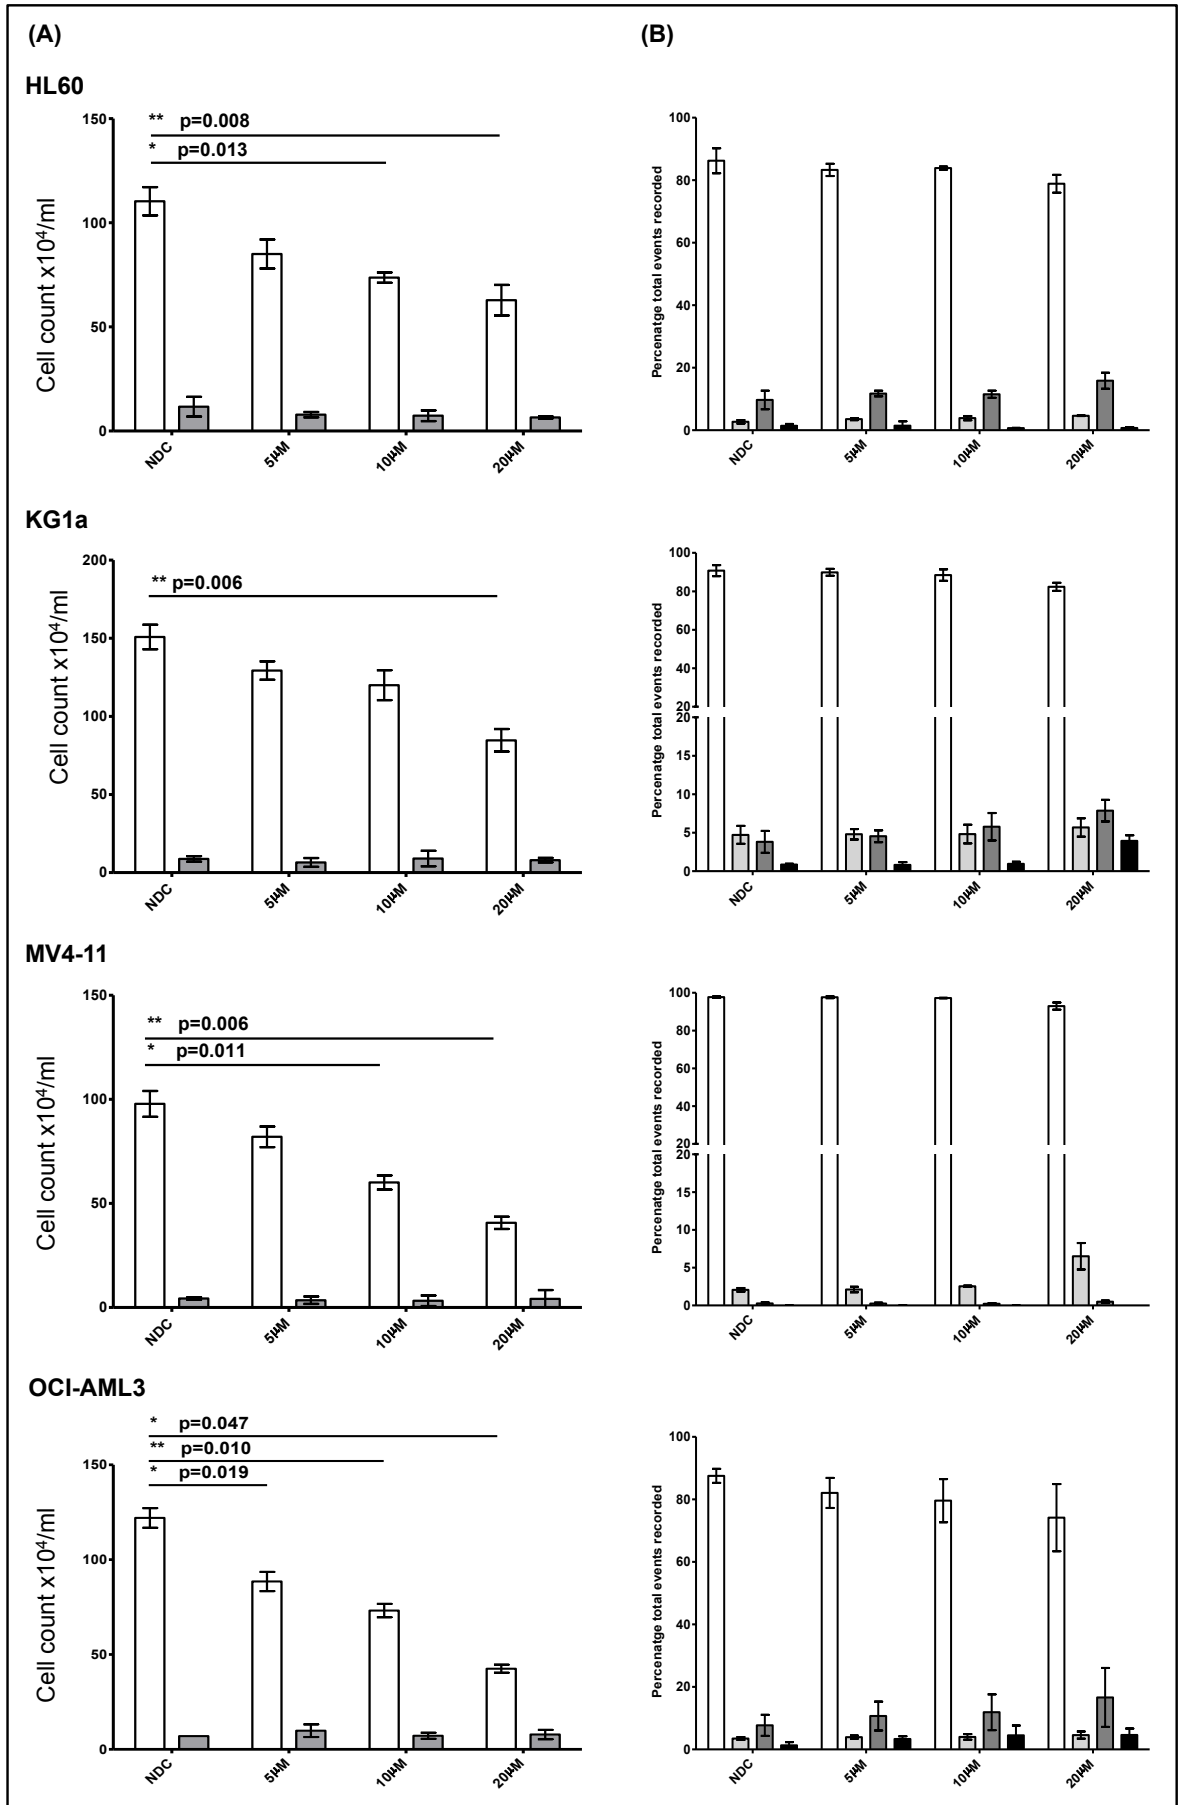 (A)
(B)
HL60
Cell count x10⁴/ml
150
100
50
0
** p=0.008
* p=0.013
NDC
5µM
10µM
20µM
Percenatge total events recorded
100
80
60
40
20
0
NDC
5µM
10µM
20µM
KG1a
Cell count x10⁴/ml
200
150
100
50
0
** p=0.006
NDC
5µM
10µM
20µM
Percenatge total events recorded
100
80
60
40
20
20
15
10
5
0
NDC
5µM
10µM
20µM
MV4-11
Cell count x10⁴/ml
150
100
50
0
** p=0.006
* p=0.011
NDC
5µM
10µM
20µM
Percenatge total events recorded
100
80
60
40
20
20
15
10
5
0
NDC
5µM
10µM
20µM
OCI-AML3
Cell count x10⁴/ml
150
100
50
0
* p=0.047
** p=0.010
* p=0.019
NDC
5µM
10µM
20µM
Percenatge total events recorded
100
80
60
40
20
0
NDC
5µM
10µM
20µM